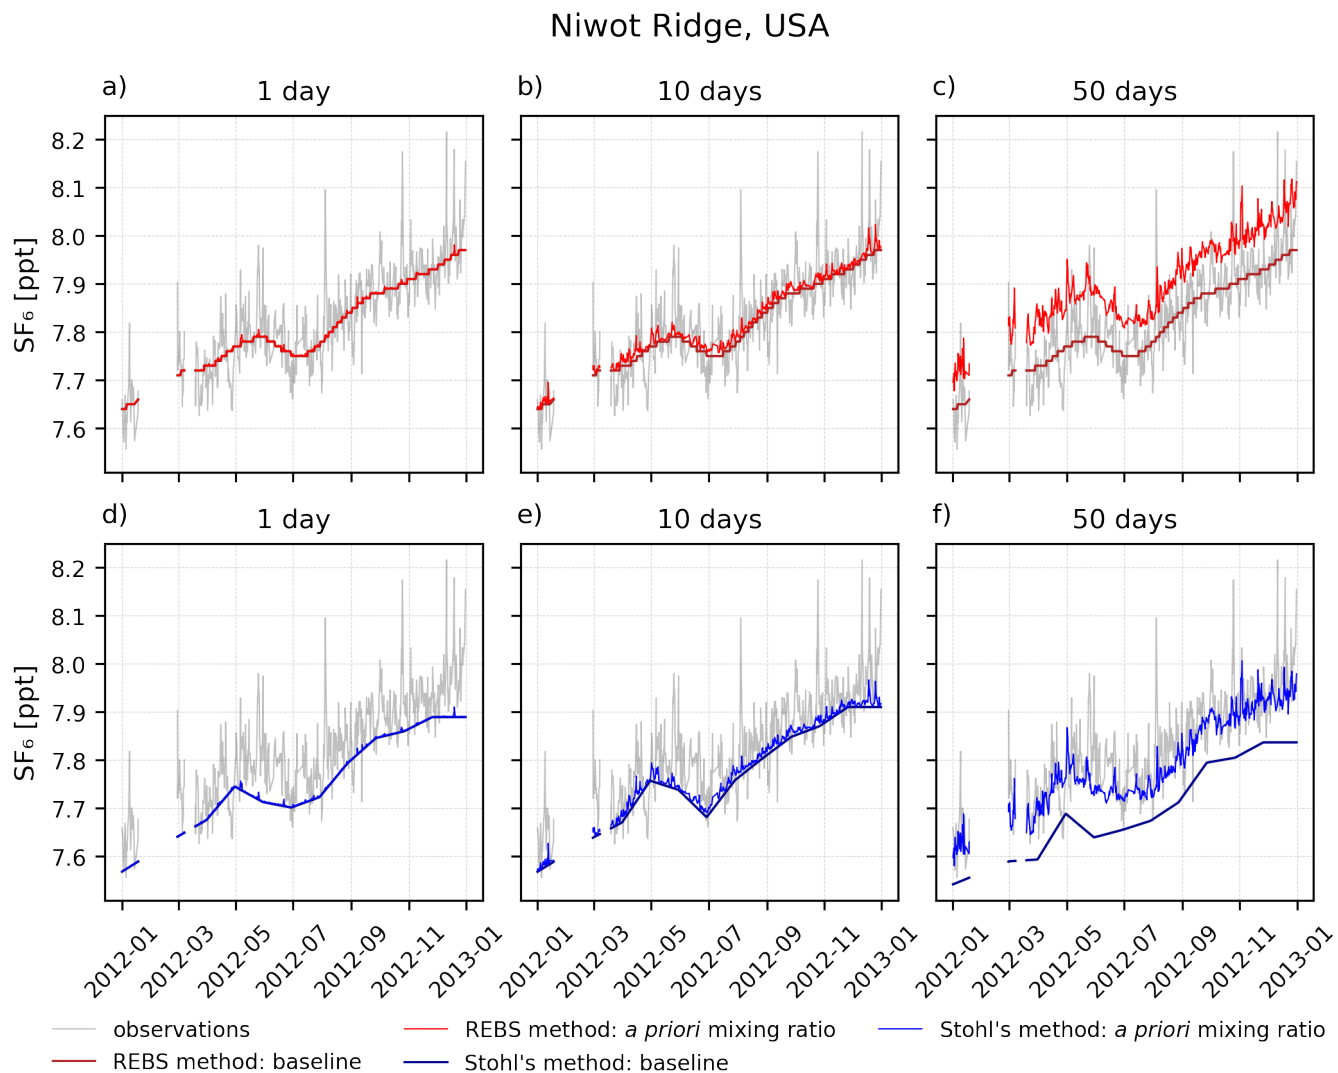 Niwot Ridge, USA
a) 1 day b) 10 days c) 50 days
SF₆ [ppt]
8.2
8.1
8.0
7.9
7.8
7.7
7.6
d) 1 day e) 10 days f) 50 days
SF₆ [ppt]
8.2
8.1
8.0
7.9
7.8
7.7
7.6
2012-01 2012-03 2012-05 2012-07 2012-09 2012-11 2013-01
2012-01 2012-03 2012-05 2012-07 2012-09 2012-11 2013-01
2012-01 2012-03 2012-05 2012-07 2012-09 2012-11 2013-01
observations REBS method: a priori mixing ratio Stohl's method: a priori mixing ratio
REBS method: baseline Stohl's method: baseline